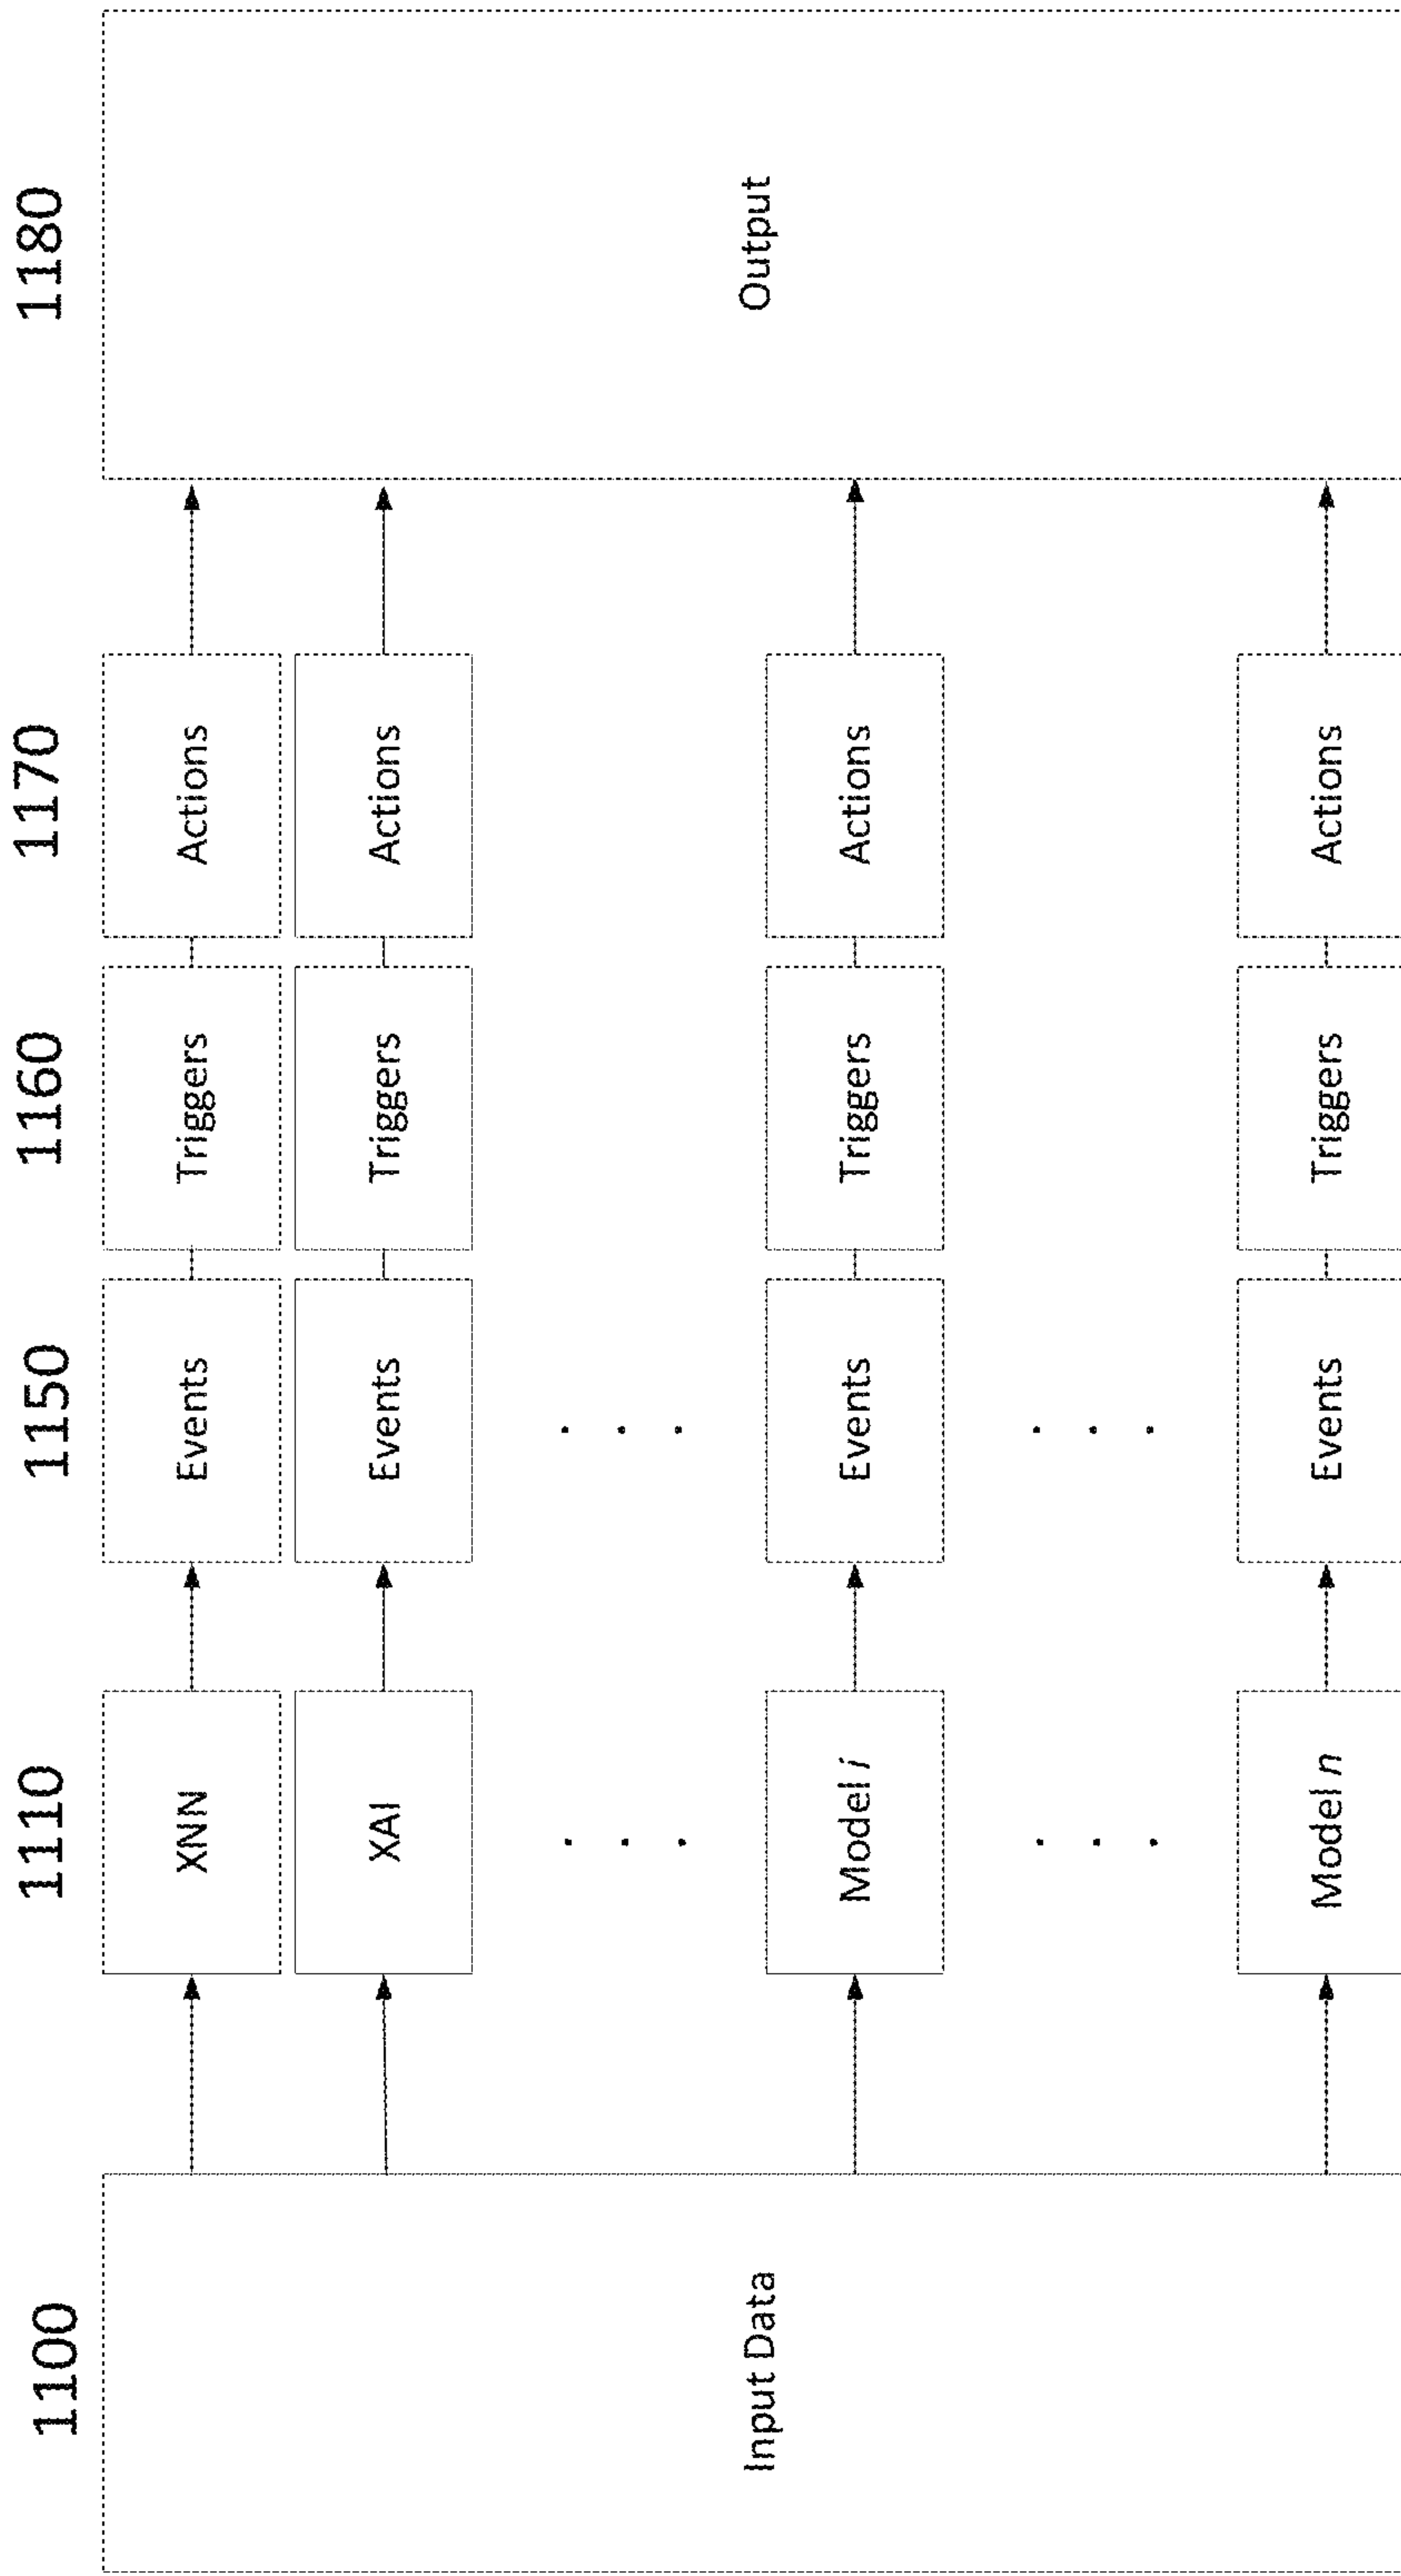 1100 1110 1150 1160 1170 1180
XNN Events Triggers Actions
XAI Events Triggers Actions
. . . . . .
Input Data Model i Events Triggers Actions Output
. . . . . .
Model n Events Triggers Actions